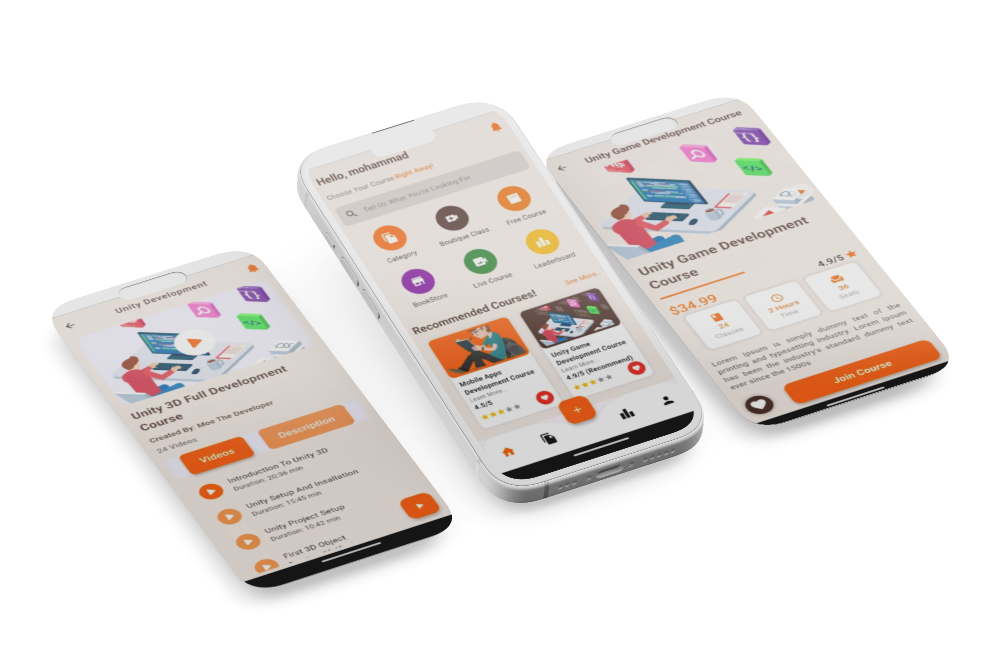 Unity Development
Unity 3D Full Development
Course
Created By: Moe The Developer
24 Videos
Videos
Description
Introduction To Unity 3D
Duration: 20:36 min
Unity Setup And Insallation
Duration: 15:45 min
Unity Project Setup
Duration: 10:42 min
First 3D Object
Hello, mohammad
Choose Your Course Right Away!
Tell Us What You're Looking For
Category
Boutique Class
Free Course
BookStore
Live Course
Leaderboard
Recommended Courses!
See More
Mobile Apps
Development Course
Learn More...
4.5/5
Unity Game
Development Course
Learn More...
4.9/5 (Recommend)
Unity Game Development Course
Unity Game Development
Course
4.9/5
$34.99
24
Classes
2 Hours
Time
36
Seats
Lorem Ipsum is simply dummy text of the
printing and typesetting industry. Lorem Ipsum
has been the industry's standard dummy text
ever since the 1500s
Join Course